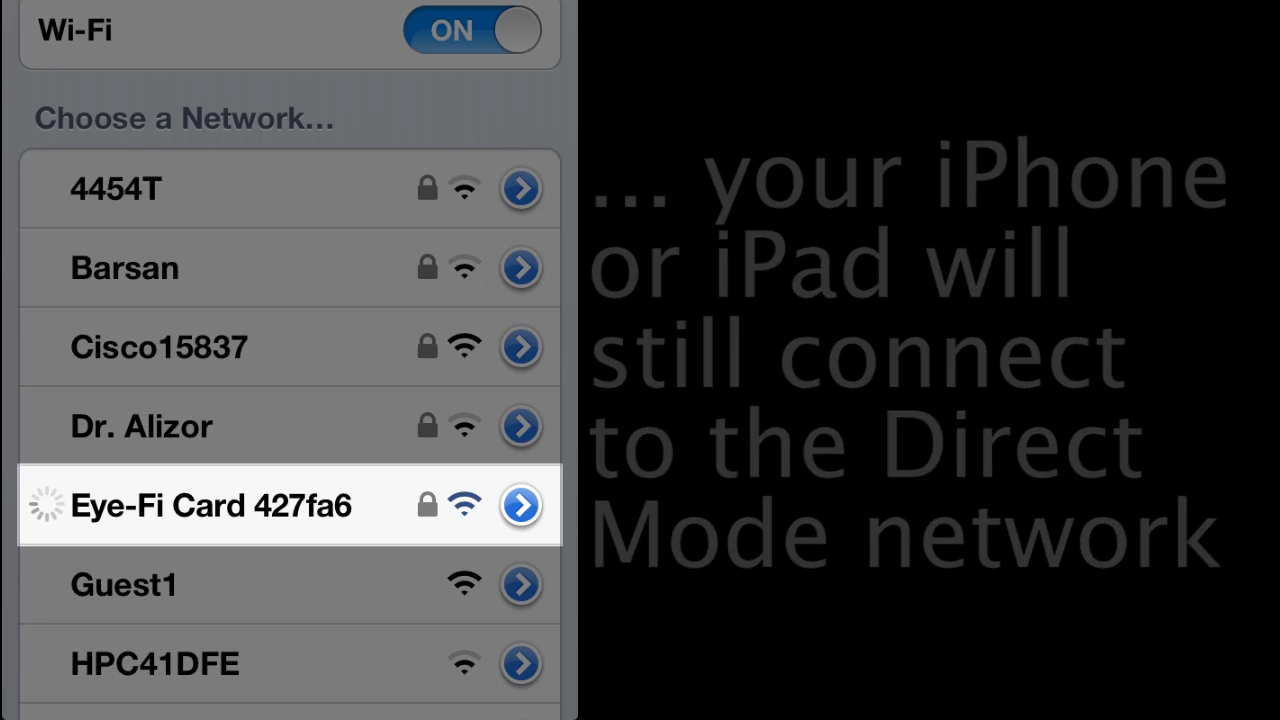 Wi-Fi
ON
Choose a Network...
4454T
Barsan
Cisco15837
Dr. Alizor
Eye-Fi Card 427fa6
Guest1
HPC41DFE
... your iPhone
or iPad will
still connect
to the Direct
Mode network